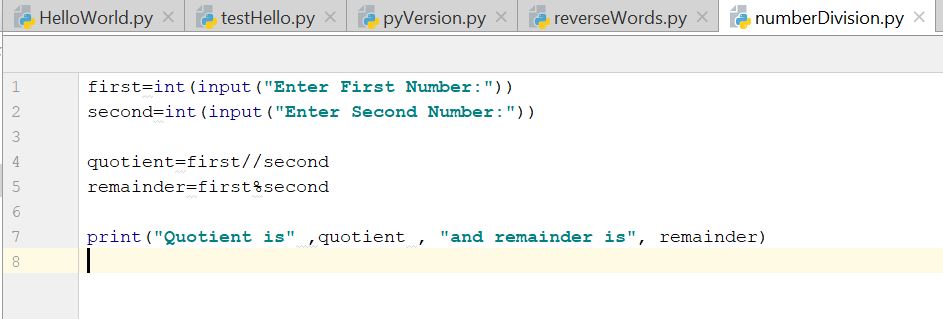 HelloWorld.py testHello.py pyVersion.py reverseWords.py numberDivision.py
1 first=int(input("Enter First Number:"))
2 second=int(input("Enter Second Number:"))
3
4 quotient=first//second
5 remainder=first%second
6
7 print("Quotient is" ,quotient , "and remainder is", remainder)
8